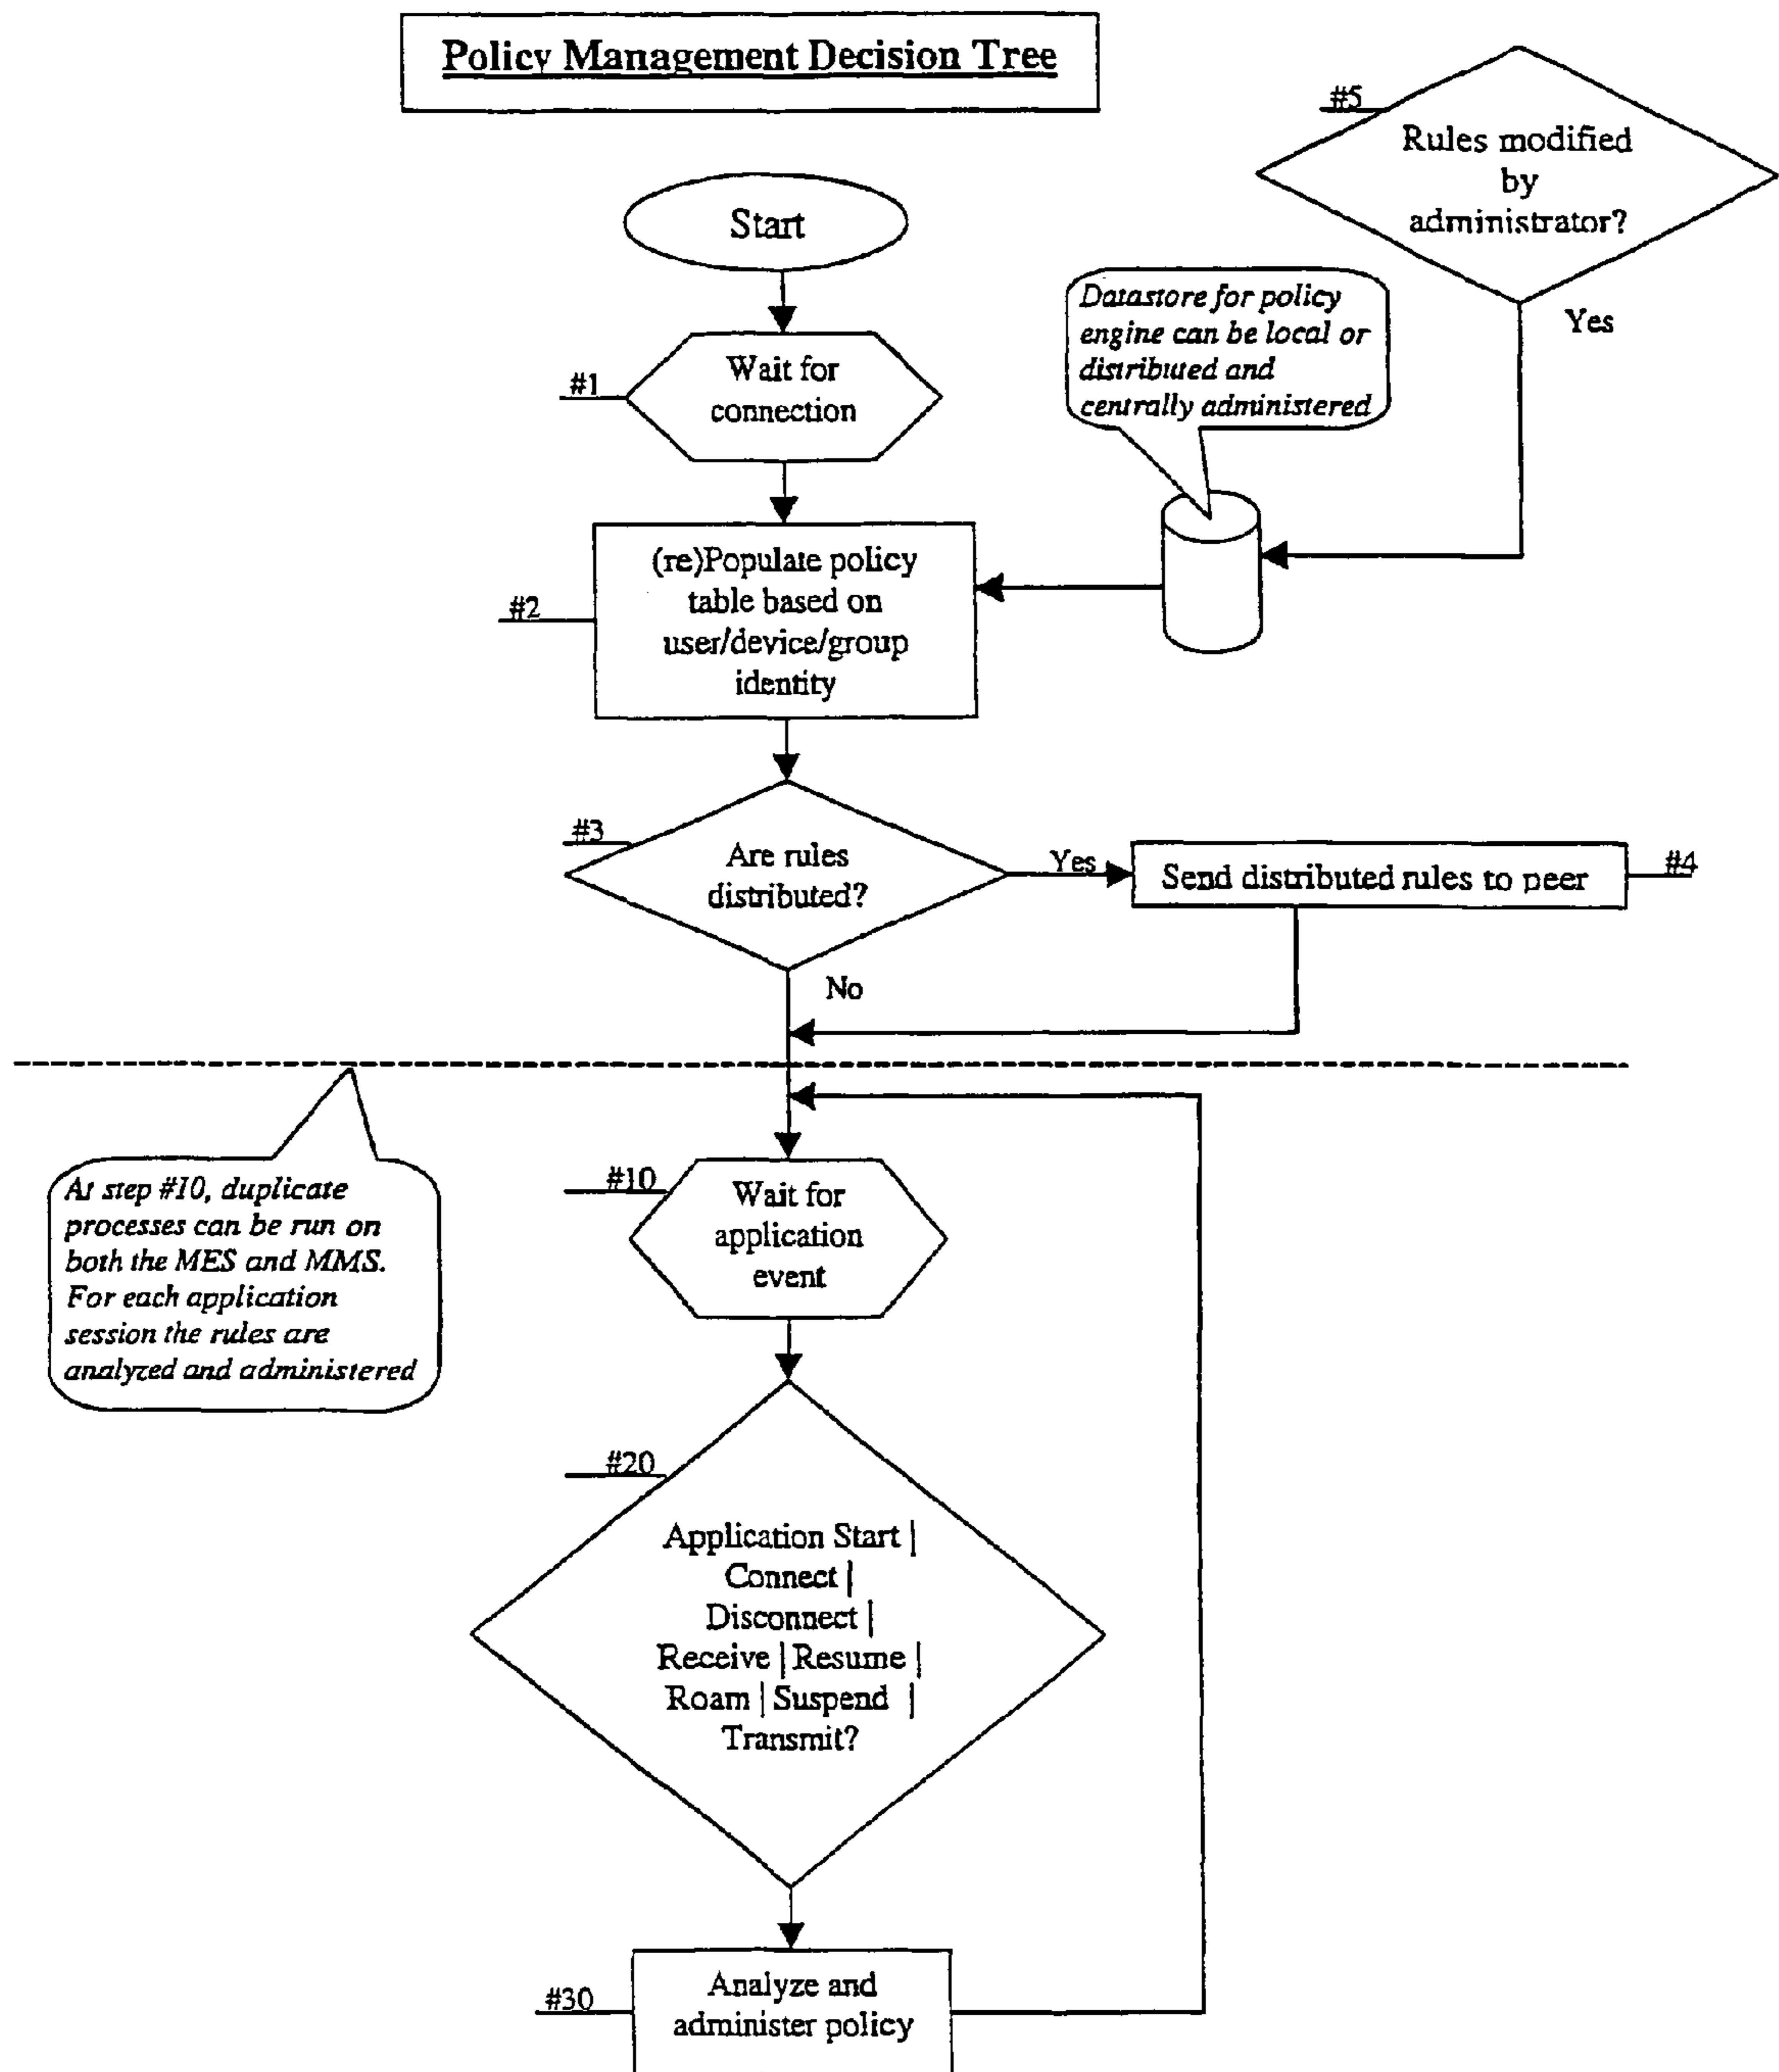 Policy Management Decision Tree
#5
Rules modified
by
administrator?
Yes
Start
Datastore for policy
engine can be local or
distributed and
centrally administered
#1
Wait for
connection
#2
(re)Populate policy
table based on
user/device/group
identity
#3
Are rules
distributed?
Yes
Send distributed rules to peer
#4
No
At step #10, duplicate
processes can be run on
both the MES and MMS.
For each application
session the rules are
analyzed and administered
#10
Wait for
application
event
#20
Application Start |
Connect |
Disconnect |
Receive | Resume |
Roam | Suspend |
Transmit?
#30
Analyze and
administer policy